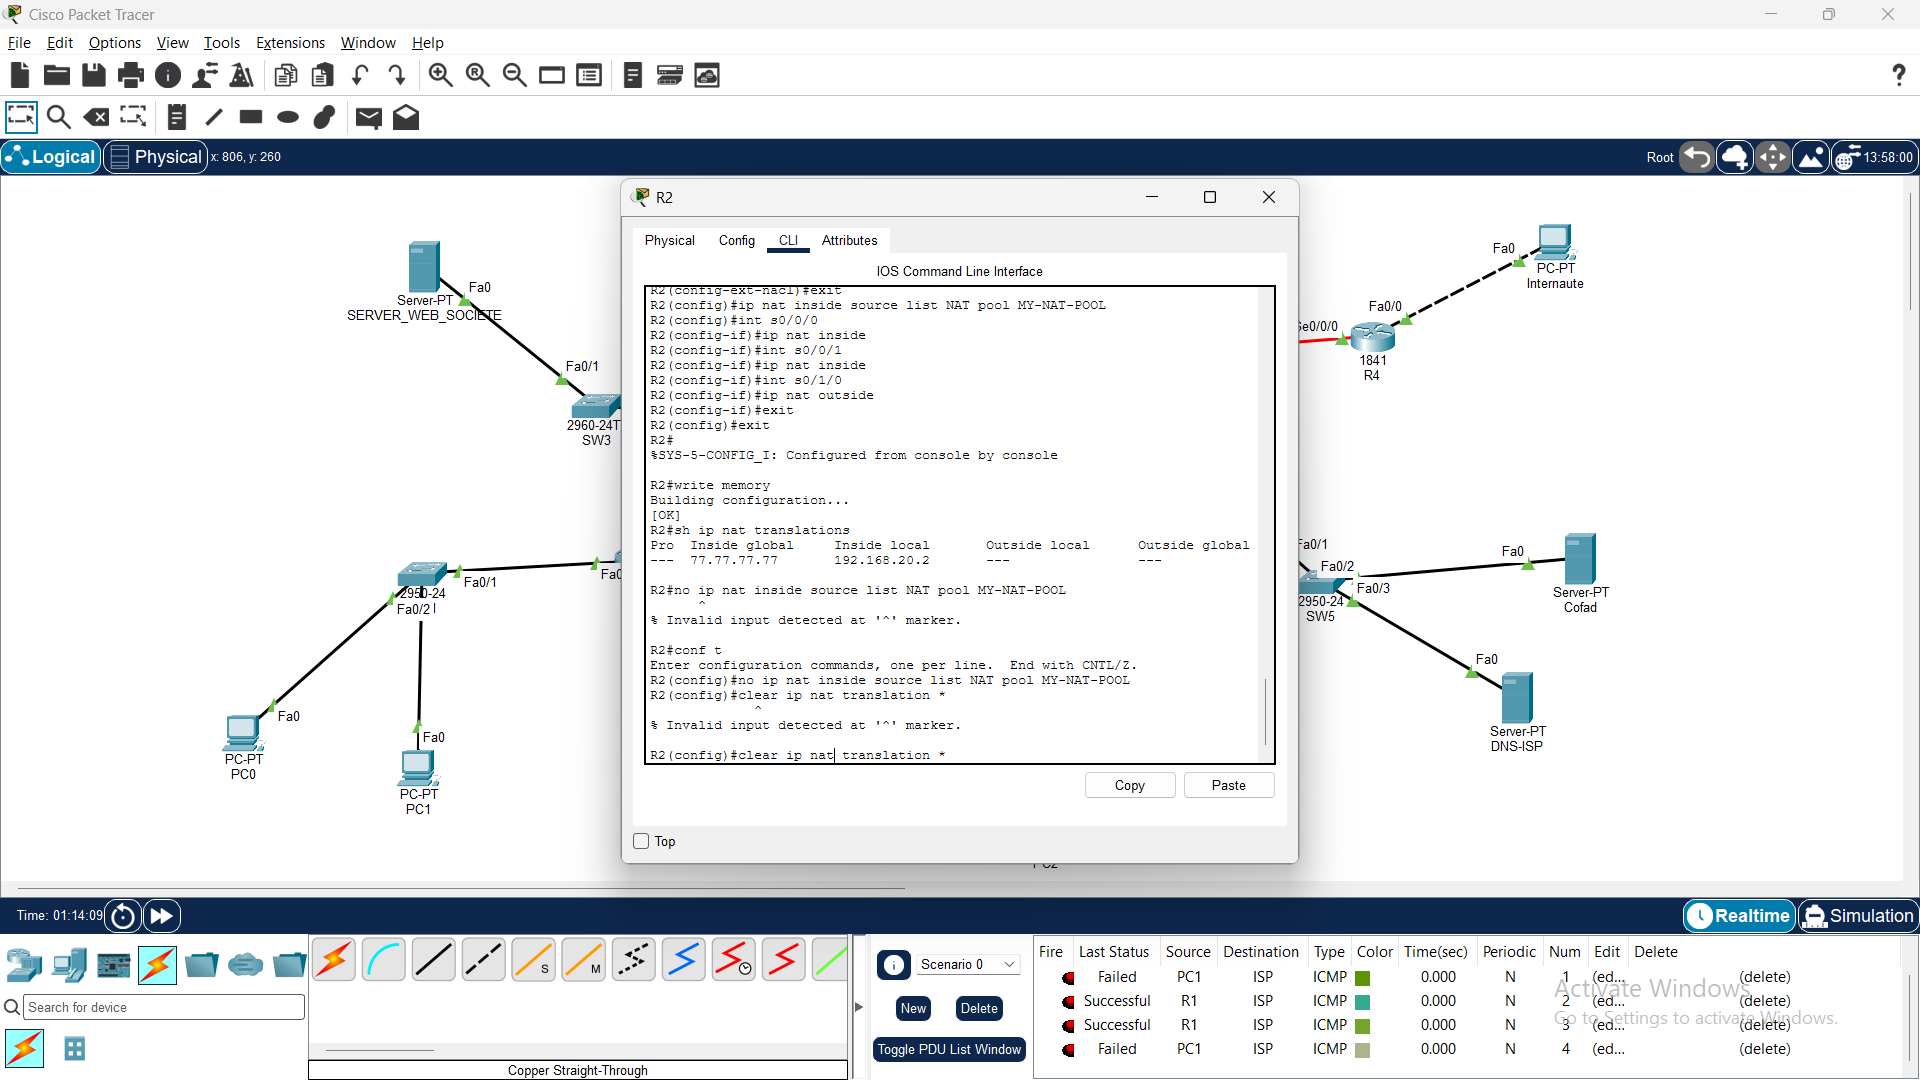 Cisco Packet Tracer
File Edit Options View Tools Extensions Window Help
Logical Physical x: 806, y: 260 Root 13:58:00
R2
Physical Config CLI Attributes
IOS Command Line Interface
R2(config-ext-nacl)#exit
R2(config)#ip nat inside source list NAT pool MY-NAT-POOL
R2(config)#int s0/0/0
R2(config-if)#ip nat inside
R2(config-if)#int s0/0/1
R2(config-if)#ip nat inside
R2(config-if)#int s0/1/0
R2(config-if)#ip nat outside
R2(config-if)#exit
R2(config)#exit
R2#
%SYS-5-CONFIG_I: Configured from console by console
R2#write memory
Building configuration...
[OK]
R2#sh ip nat translations
Pro Inside global Inside local Outside local Outside global
--- 77.77.77.77 192.168.20.2 --- ---
R2#no ip nat inside source list NAT pool MY-NAT-POOL
^
% Invalid input detected at '^' marker.
R2#conf t
Enter configuration commands, one per line. End with CNTL/Z.
R2(config)#no ip nat inside source list NAT pool MY-NAT-POOL
R2(config)#clear ip nat translation *
^
% Invalid input detected at '^' marker.
R2(config)#clear ip nat translation *
Copy Paste
Top
Fa0
Server-PT
SERVER_WEB_SOCIETE
Fa0/1
2960-24T
SW3
2950-24
Fa0/1
Fa0/2
Fa0
PC-PT
PC0
Fa0
PC-PT
PC1
Fa0
PC-PT
Internaute
Fa0/0
Se0/0/0
1841
R4
Fa0/1
Fa0/2
Fa0/3
2950-24
SW5
Fa0
Server-PT
Cofad
Fa0
Server-PT
DNS-ISP
Time: 01:14:09 Realtime Simulation
Search for device
S M
Copper Straight-Through
Scenario 0
New Delete
Toggle PDU List Window
Fire Last Status Source Destination Type Color Time(sec) Periodic Num Edit Delete
Failed PC1 ISP ICMP 0.000 N 1 (ed... (delete)
Successful R1 ISP ICMP 0.000 N 2 (ed... (delete)
Successful R1 ISP ICMP 0.000 N 3 (ed... (delete)
Failed PC1 ISP ICMP 0.000 N 4 (ed... (delete)
Activate Windows
Go to Settings to activate Windows.